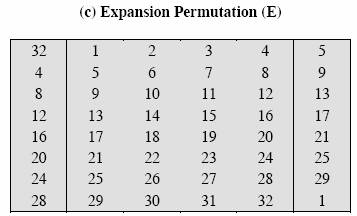 (c) Expansion Permutation (E)
32 1 2 3 4 5
4 5 6 7 8 9
8 9 10 11 12 13
12 13 14 15 16 17
16 17 18 19 20 21
20 21 22 23 24 25
24 25 26 27 28 29
28 29 30 31 32 1